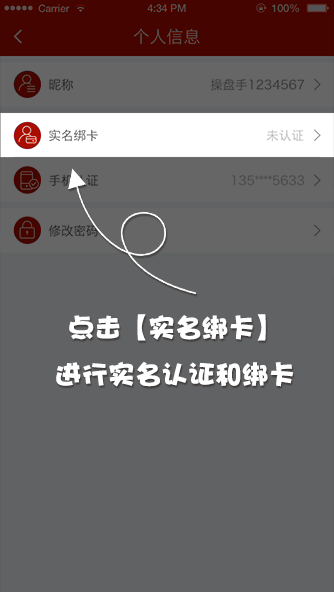 Carrier 4:34 PM 100%
个人信息
昵称 操盘手1234567
实名绑卡 未认证
手机认证 135****5633
修改密码
点击【实名绑卡】
进行实名认证和绑卡